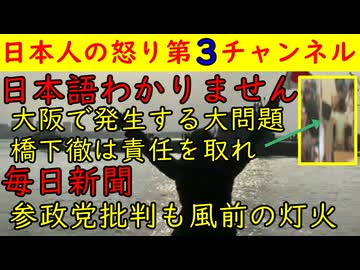 日本人の怒り第3チャンネル
日本語わかりません
大阪で発生する大問題
橋下徹は責任を取れ
毎日新聞
参政党批判も風前の灯火